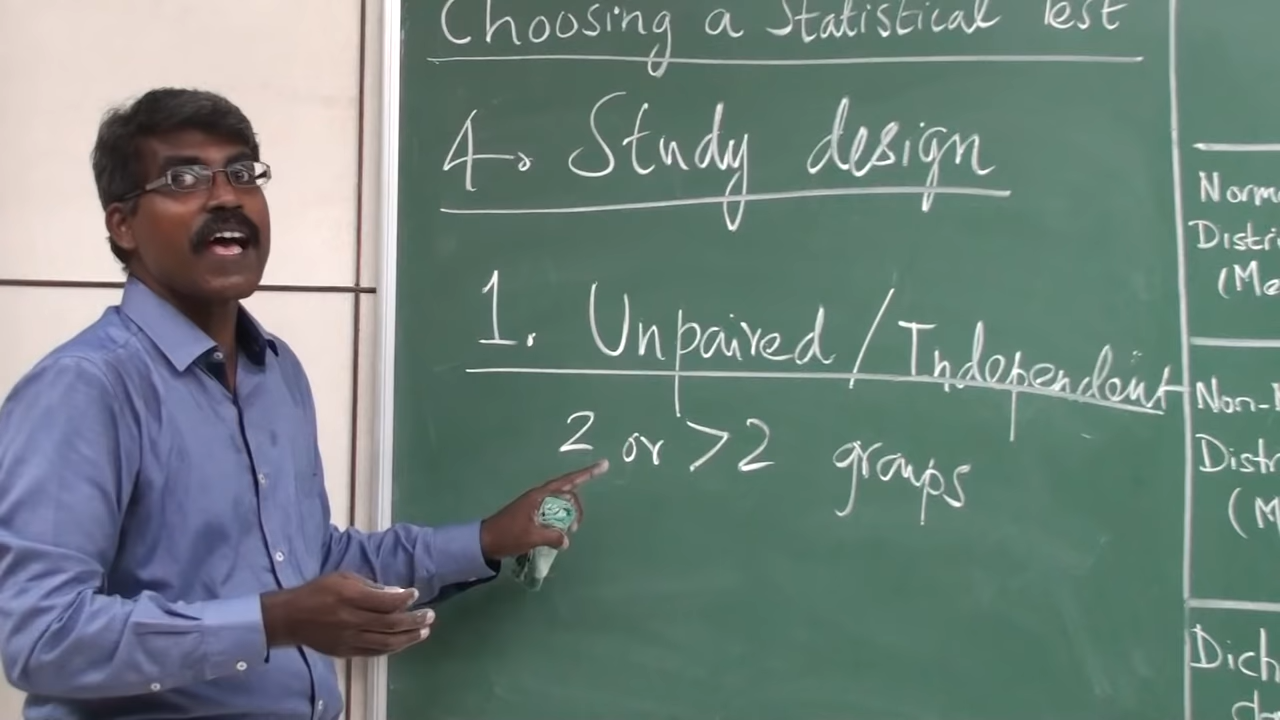 Choosing a Statistical Test
4. Study design
1. Unpaired / Independent
2 or >2 groups
Norm
Distri
(Me
Non-
Distr
(M
Dich